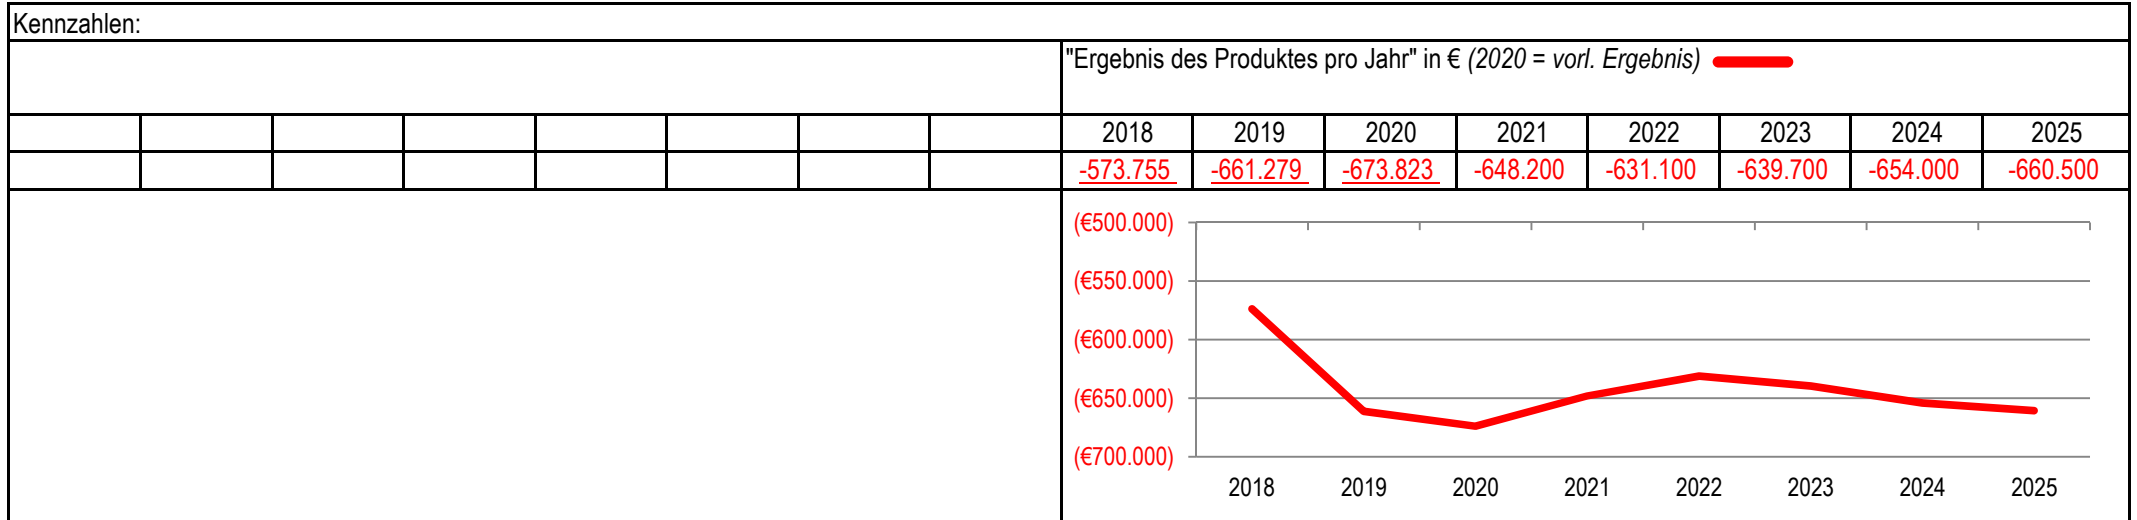 Kennzahlen:
"Ergebnis des Produktes pro Jahr" in € (2020 = vorl. Ergebnis)
2018 2019 2020 2021 2022 2023 2024 2025
-573.755 -661.279 -673.823 -648.200 -631.100 -639.700 -654.000 -660.500
(€500.000)
(€550.000)
(€600.000)
(€650.000)
(€700.000)
2018 2019 2020 2021 2022 2023 2024 2025